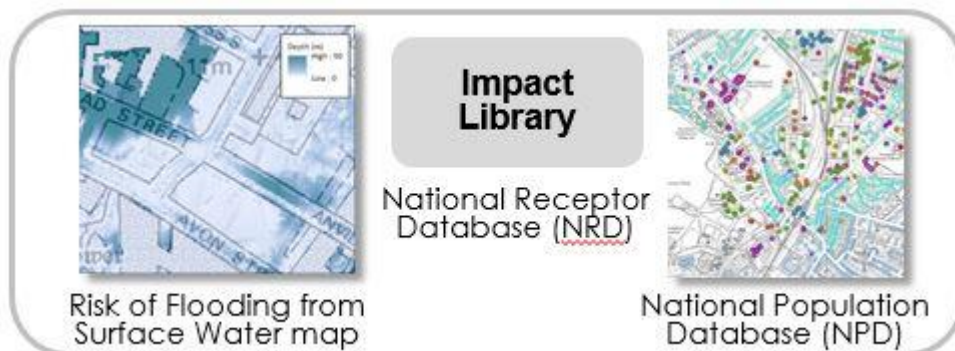 Depth (m)
High : 50
Low : 0
11m
STREET
AVON ST
Impact
Library
National Receptor
Database (NRD)
Risk of Flooding from
Surface Water map
National Population
Database (NPD)